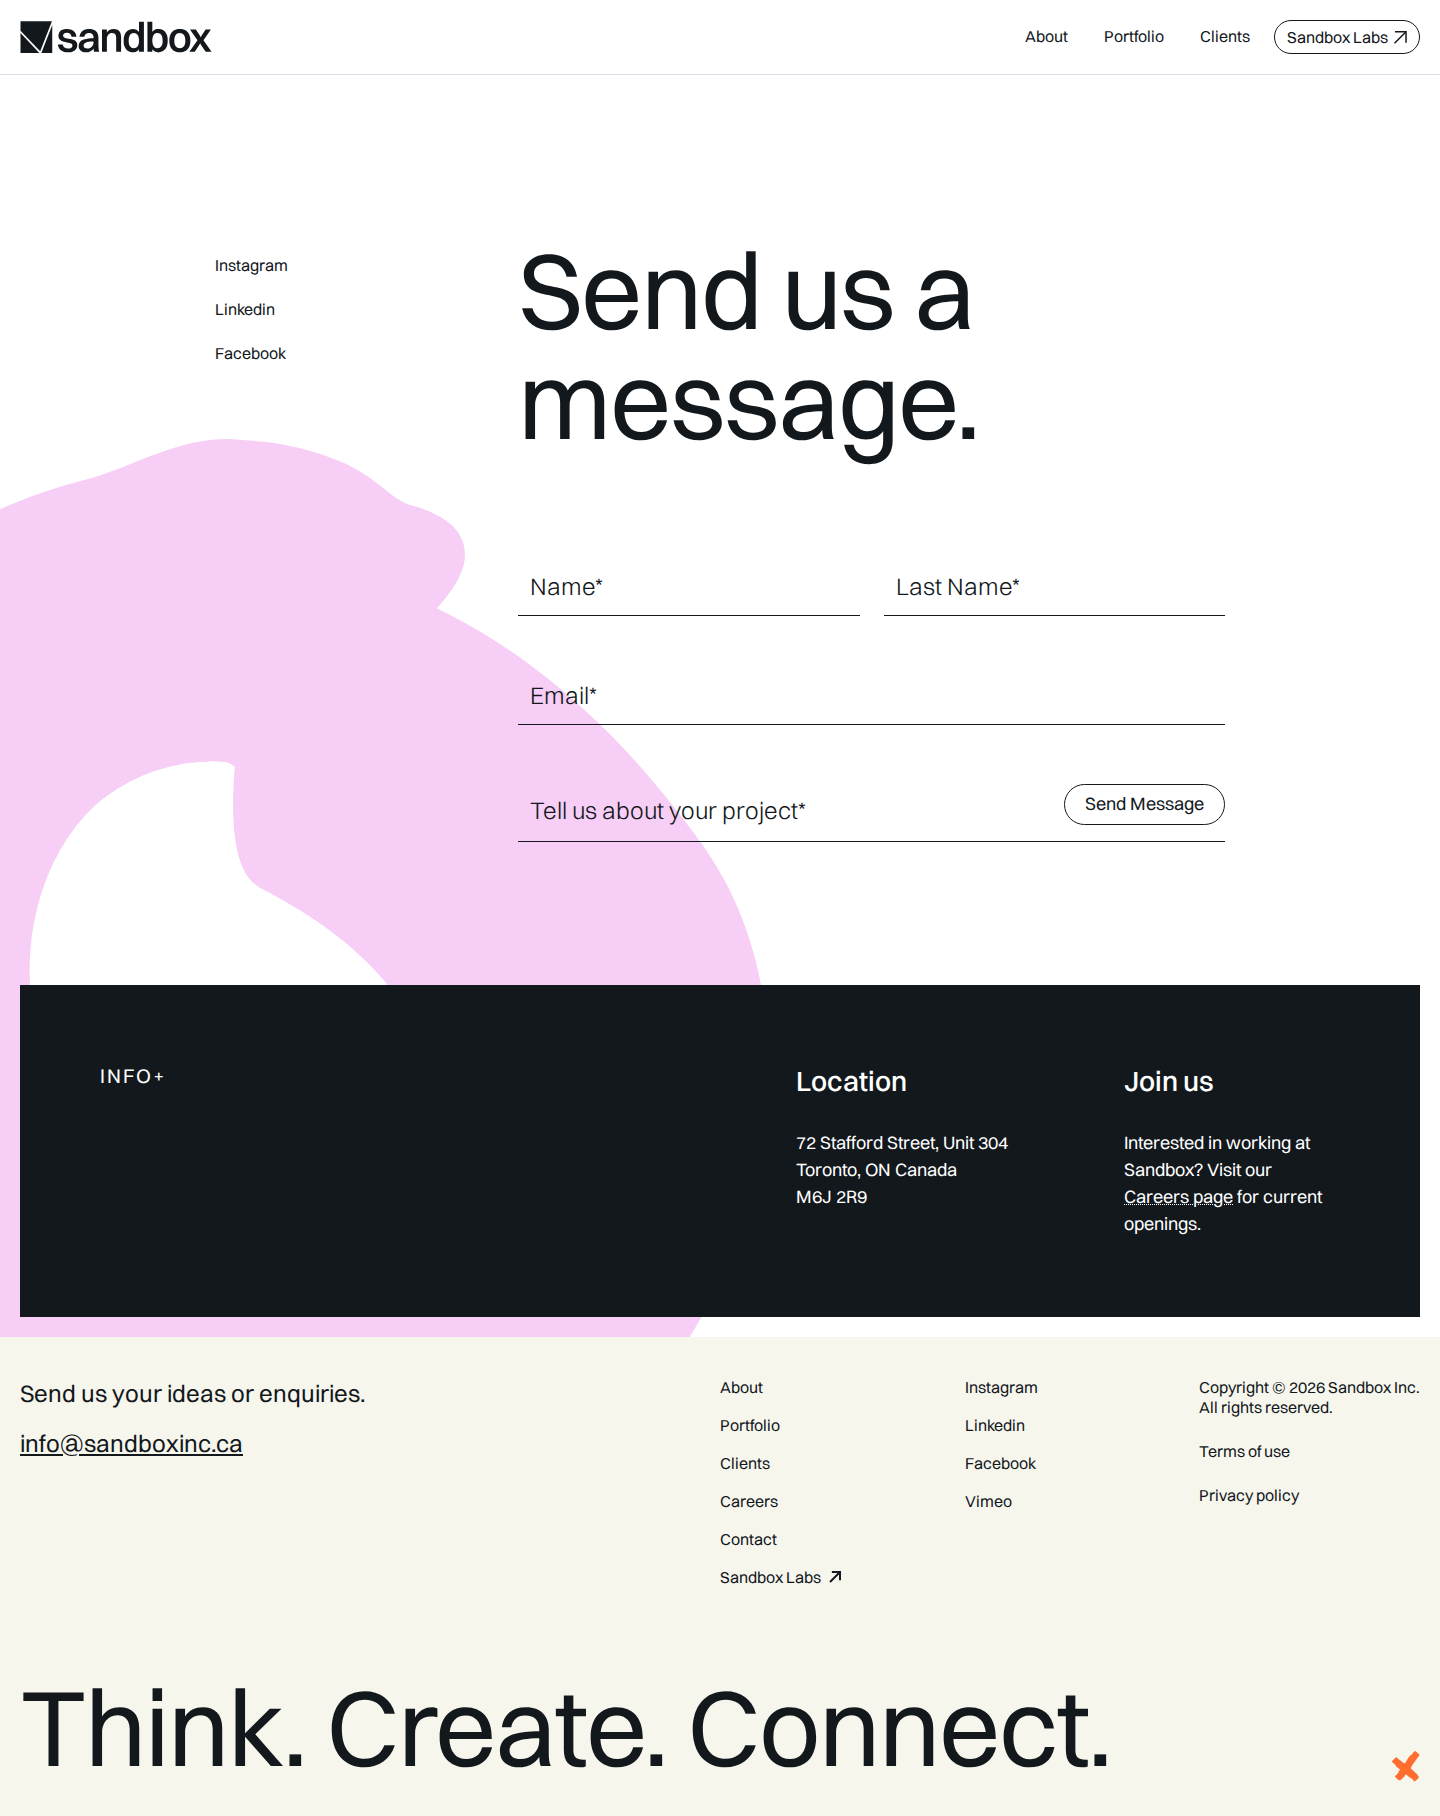 sandbox
About
Portfolio
Clients
Sandbox Labs
Instagram
Linkedin
Facebook
Send us a
message.
Name*
Last Name*
Email*
Tell us about your project*
Send Message
INFO+
Location
72 Stafford Street, Unit 304
Toronto, ON Canada
M6J 2R9
Join us
Interested in working at
Sandbox? Visit our
Careers page for current
openings.
Send us your ideas or enquiries.
info@sandboxinc.ca
About
Portfolio
Clients
Careers
Contact
Sandbox Labs
Instagram
Linkedin
Facebook
Vimeo
Copyright © 2026 Sandbox Inc.
All rights reserved.
Terms of use
Privacy policy
Think. Create. Connect.